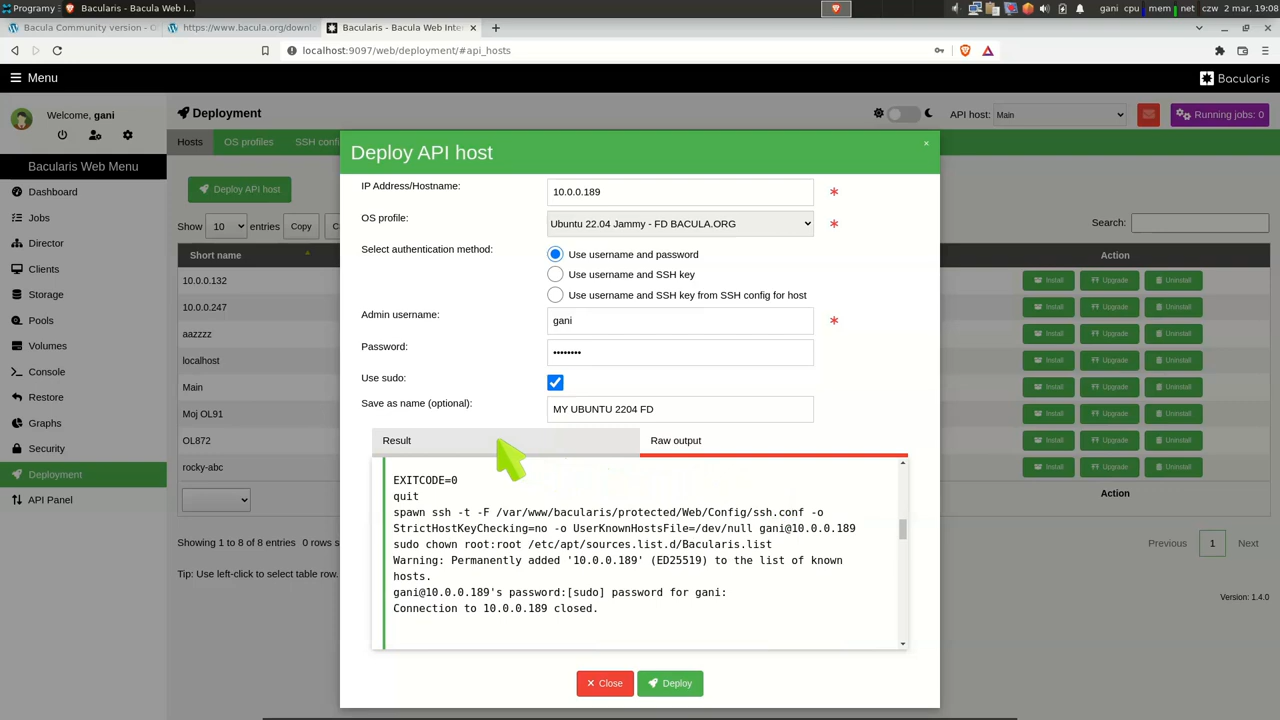 Programy
Bacularis - Bacula Web I...
gani cpu mem net czw 2 mar, 19:08
Bacula Community version - O
https://www.bacula.org/downlo
Bacularis - Bacula Web Inter
localhost:9097/web/deployment/#api_hosts
Menu
Bacularis
Welcome, gani
Deployment
API host:
Main
Running jobs: 0
Bacularis Web Menu
Hosts
OS profiles
SSH confi
Dashboard
Jobs
Director
Clients
Storage
Pools
Volumes
Console
Restore
Graphs
Security
Deployment
API Panel
Deploy API host
Show 10 entries
Copy
C
Search:
Short name
Action
10.0.0.132
Install Upgrade Uninstall
10.0.0.247
Install Upgrade Uninstall
aazzzz
Install Upgrade Uninstall
localhost
Install Upgrade Uninstall
Main
Install Upgrade Uninstall
Moj OL91
Install Upgrade Uninstall
OL872
Install Upgrade Uninstall
rocky-abc
Install Upgrade Uninstall
Action
Showing 1 to 8 of 8 entries 0 rows s
Previous 1 Next
Tip: Use left-click to select table row.
Version: 1.4.0
Deploy API host
×
IP Address/Hostname:
10.0.0.189
*
OS profile:
Ubuntu 22.04 Jammy - FD BACULA.ORG
*
Select authentication method:
Use username and password
Use username and SSH key
Use username and SSH key from SSH config for host
Admin username:
gani
*
Password:
••••••••
Use sudo:
Save as name (optional):
MY UBUNTU 2204 FD
Result
Raw output
EXITCODE=0
quit
spawn ssh -t -F /var/www/bacularis/protected/Web/Config/ssh.conf -o
StrictHostKeyChecking=no -o UserKnownHostsFile=/dev/null gani@10.0.0.189
sudo chown root:root /etc/apt/sources.list.d/Bacularis.list
Warning: Permanently added '10.0.0.189' (ED25519) to the list of known
hosts.
gani@10.0.0.189's password:[sudo] password for gani:
Connection to 10.0.0.189 closed.
Close
Deploy